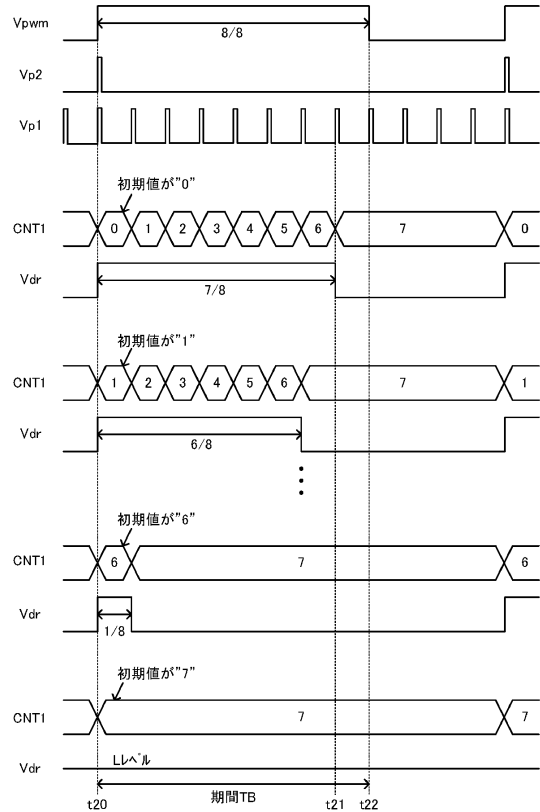 Vpwm
8/8
Vp2
Vp1
初期値が"0"
CNT1 0 1 2 3 4 5 6 7 0
Vdr
7/8
初期値が"1"
CNT1 1 2 3 4 5 6 7 1
Vdr
6/8
初期値が"6"
CNT1 6 7 6
Vdr
1/8
初期値が"7"
CNT1 7 7
Vdr Lレベル
期間TB
t20 t21 t22